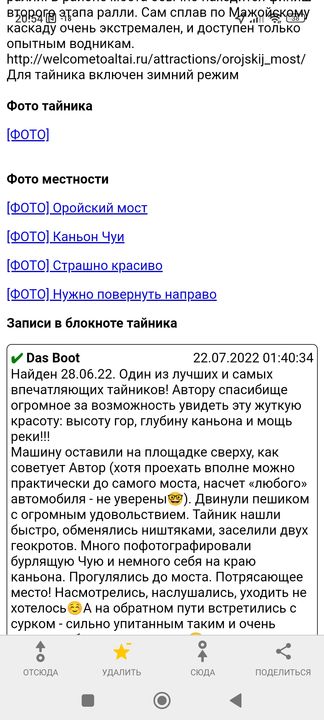 20:54
второго этапа ралли. Сам сплав по Мажойскому
каскаду очень экстремален, и доступен только
опытным водникам.
http://welcometoaltai.ru/attractions/orojskij_most/
Для тайника включен зимний режим
Фото тайника
[ФОТО]
Фото местности
[ФОТО] Оройский мост
[ФОТО] Каньон Чуи
[ФОТО] Страшно красиво
[ФОТО] Нужно повернуть направо
Записи в блокноте тайника
✔ Das Boot 22.07.2022 01:40:34
Найден 28.06.22. Один из лучших и самых
впечатляющих тайников! Автору спасибище
огромное за возможность увидеть эту жуткую
красоту: высоту гор, глубину каньона и мощь
реки!!!
Машину оставили на площадке сверху, как
советует Автор (хотя проехать вполне можно
практически до самого моста, насчет «любого»
автомобиля - не уверены🤓). Двинули пешиком
с огромным удовольствием. Тайник нашли
быстро, обменялись ништяками, заселили двух
геокротов. Много пофотографировали
бурлящую Чую и немного себя на краю
каньона. Прогулялись до моста. Потрясающее
место! Насмотрелись, наслушались, уходить не
хотелось☺️А на обратном пути встретились с
сурком - сильно упитанным таким и очень
ОТСЮДА
УДАЛИТЬ
СЮДА
ПОДЕЛИТЬСЯ